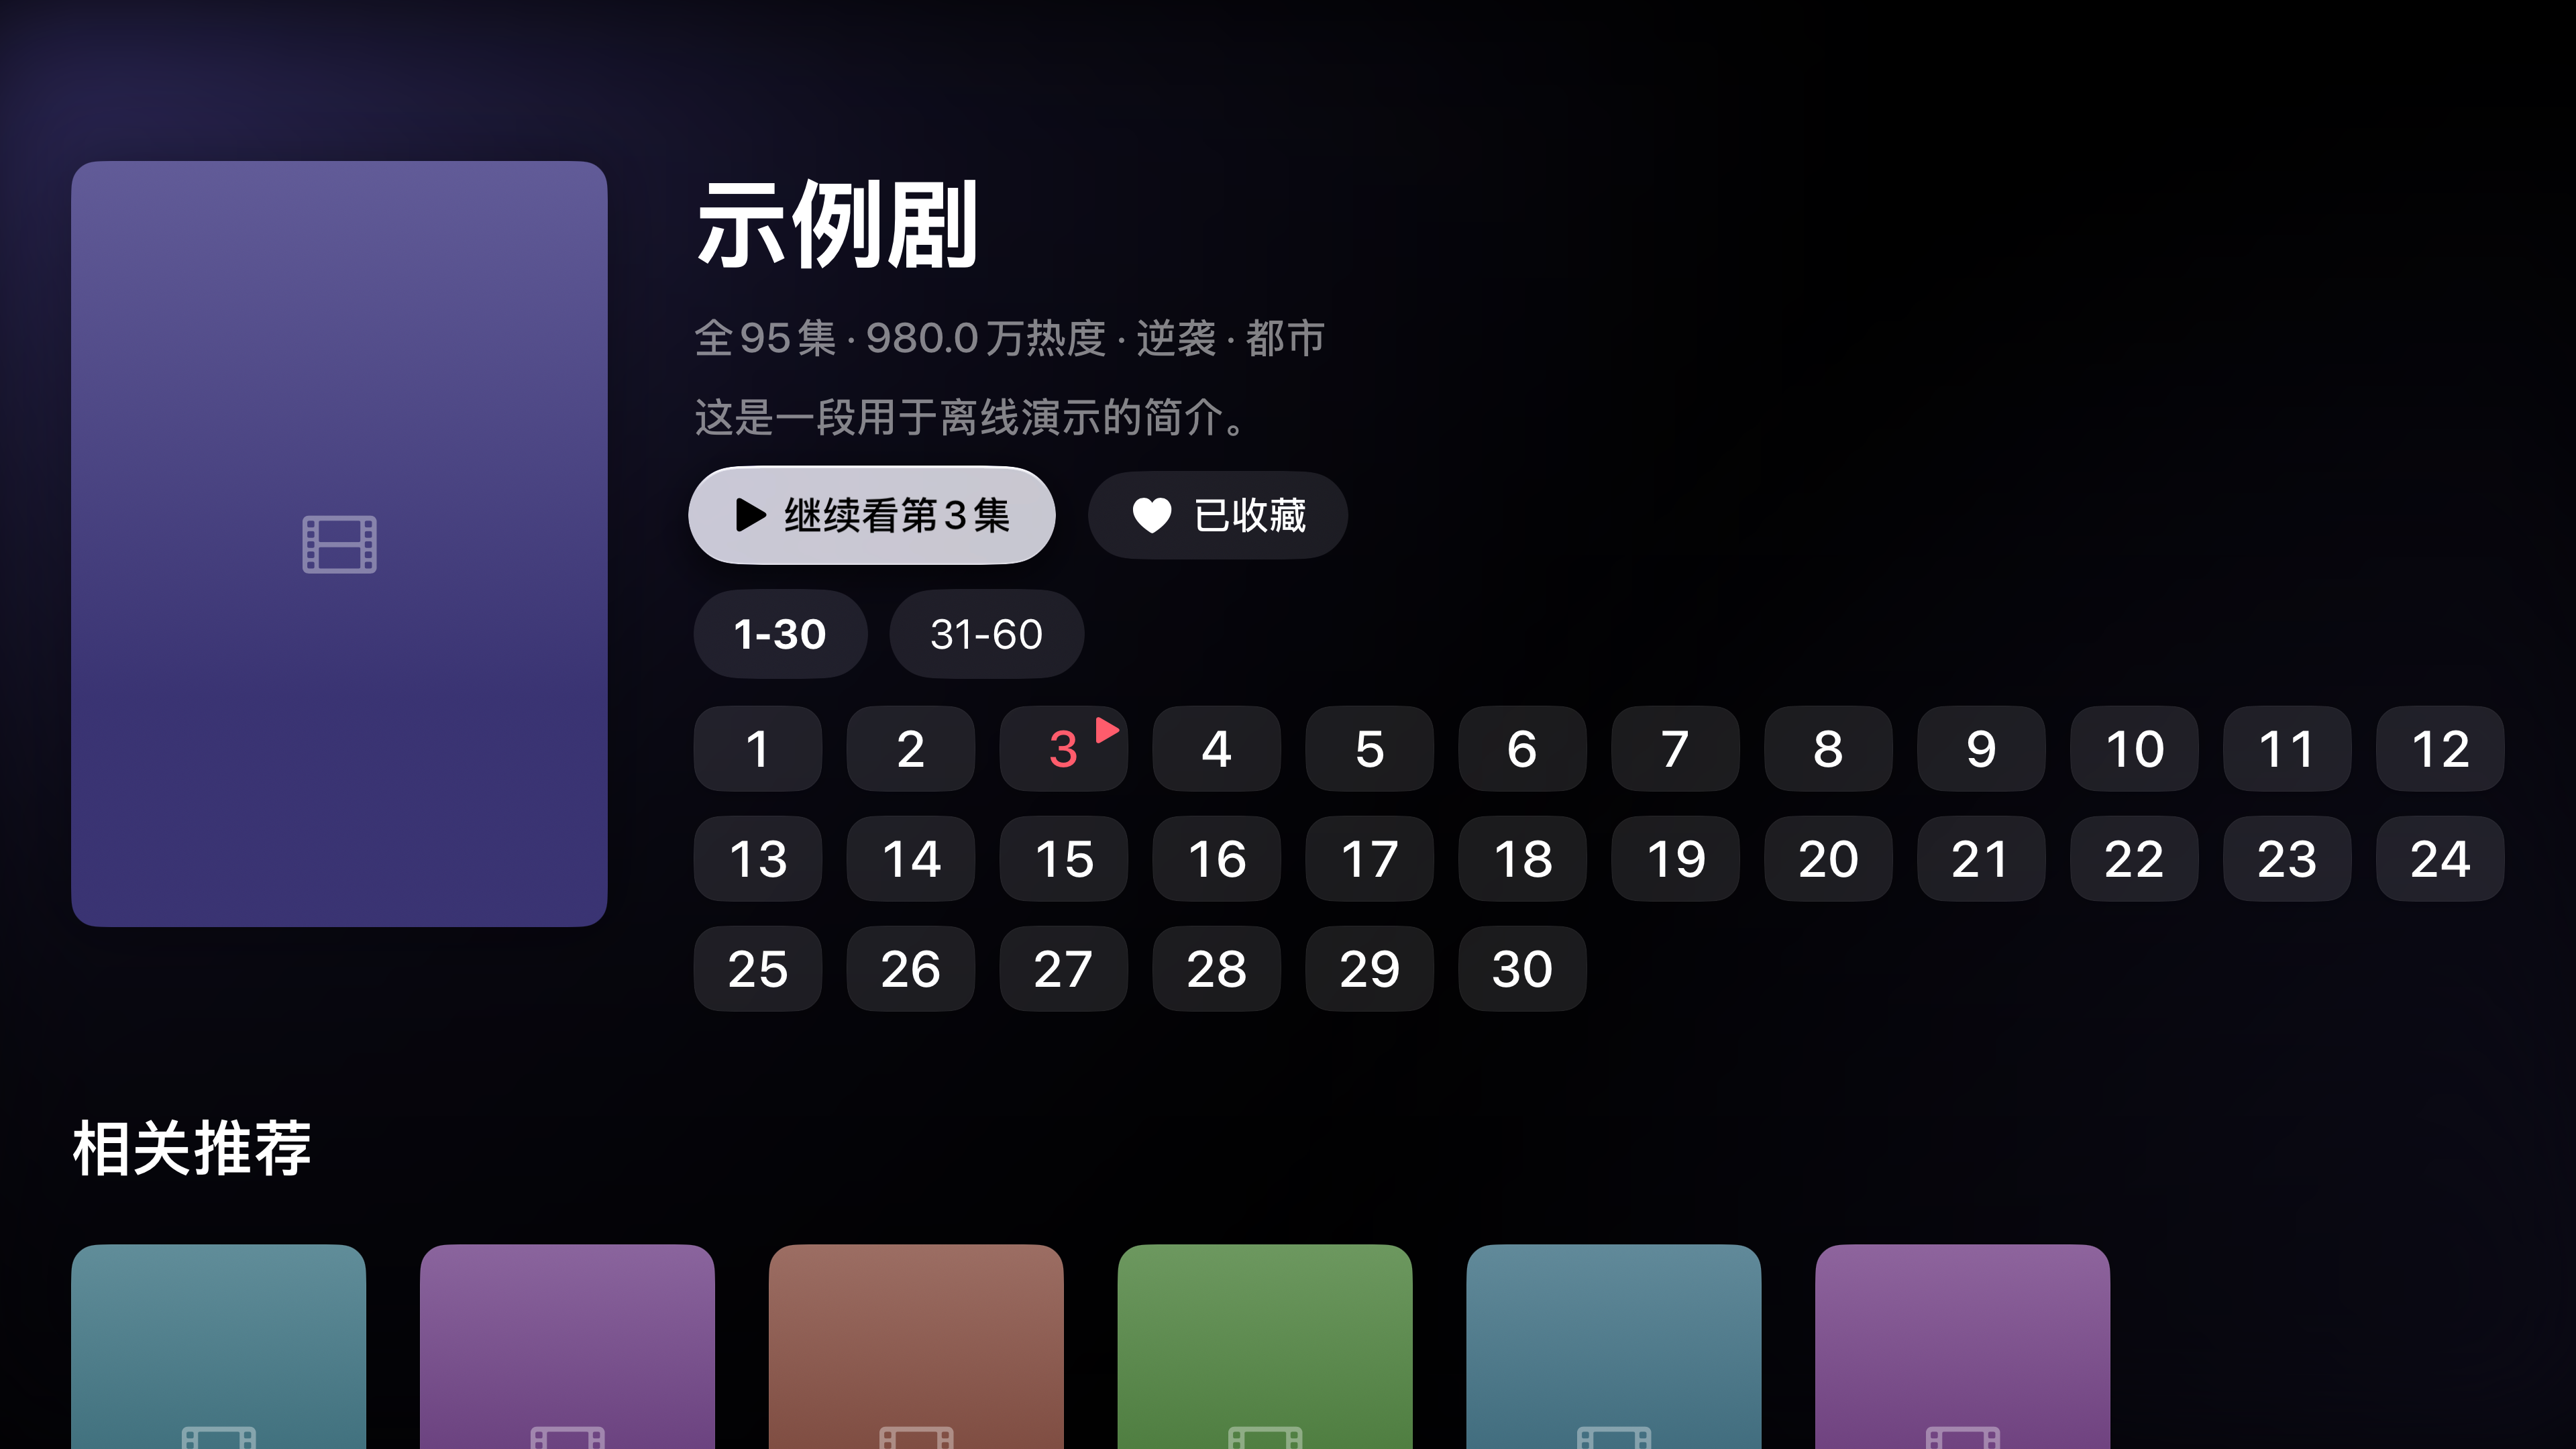 示例剧
全95集 · 980.0万热度 · 逆袭 · 都市
这是一段用于离线演示的简介。
继续看第3集 已收藏
1-30 31-60
1 2 3 4 5 6 7 8 9 10 11 12
13 14 15 16 17 18 19 20 21 22 23 24
25 26 27 28 29 30
相关推荐